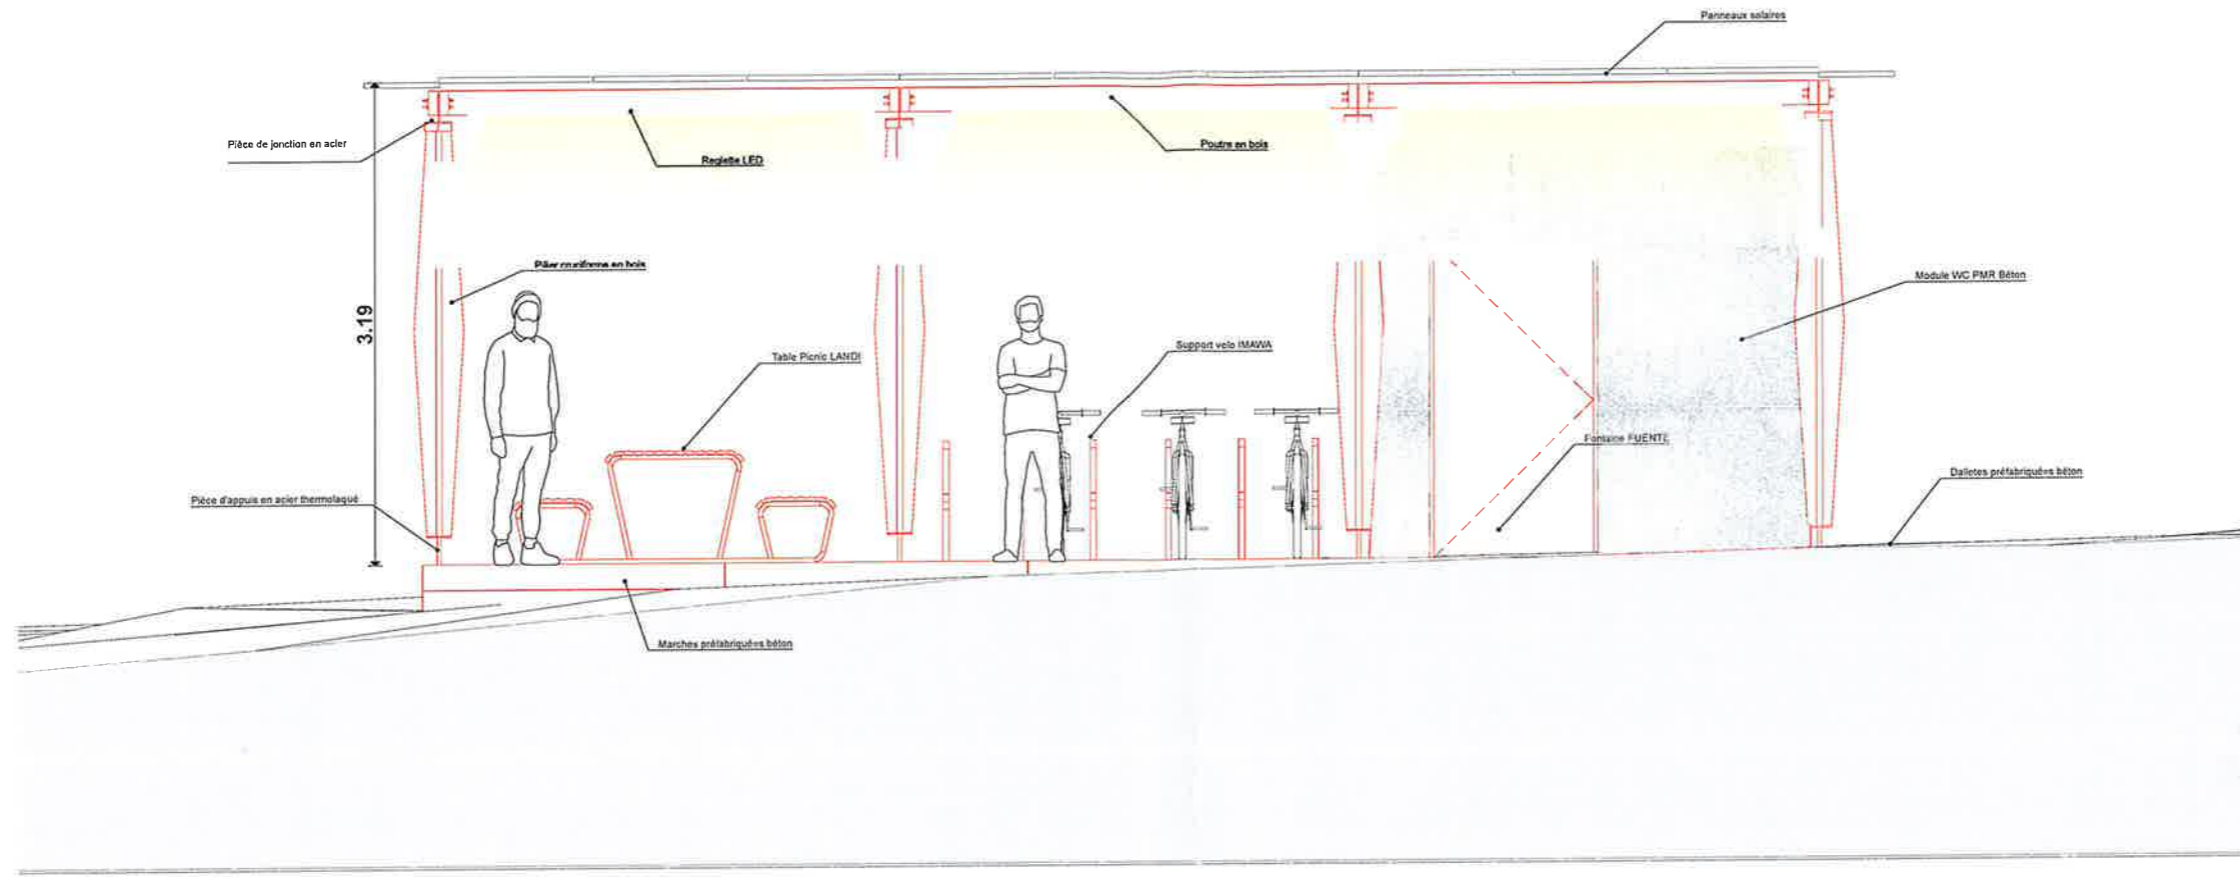 Panneaux solaires
Pièce de jonction en acier
Reglette LED
Poutre en bois
Pilier cruciforme en bois
Module WC PMR Béton
3.19
Support velo IMAWA
Table Picnic LANDI
Fontaine FUENTE
Dalletes préfabriquées béton
Pièce d'appuis en acier thermolaqué
Marches préfabriquées béton